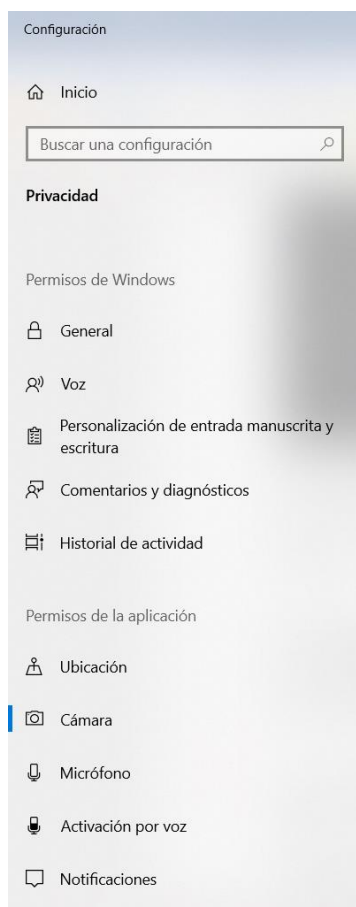 Configuración
Inicio
Buscar una configuración
Privacidad
Permisos de Windows
General
Voz
Personalización de entrada manuscrita y
escritura
Comentarios y diagnósticos
Historial de actividad
Permisos de la aplicación
Ubicación
Cámara
Micrófono
Activación por voz
Notificaciones